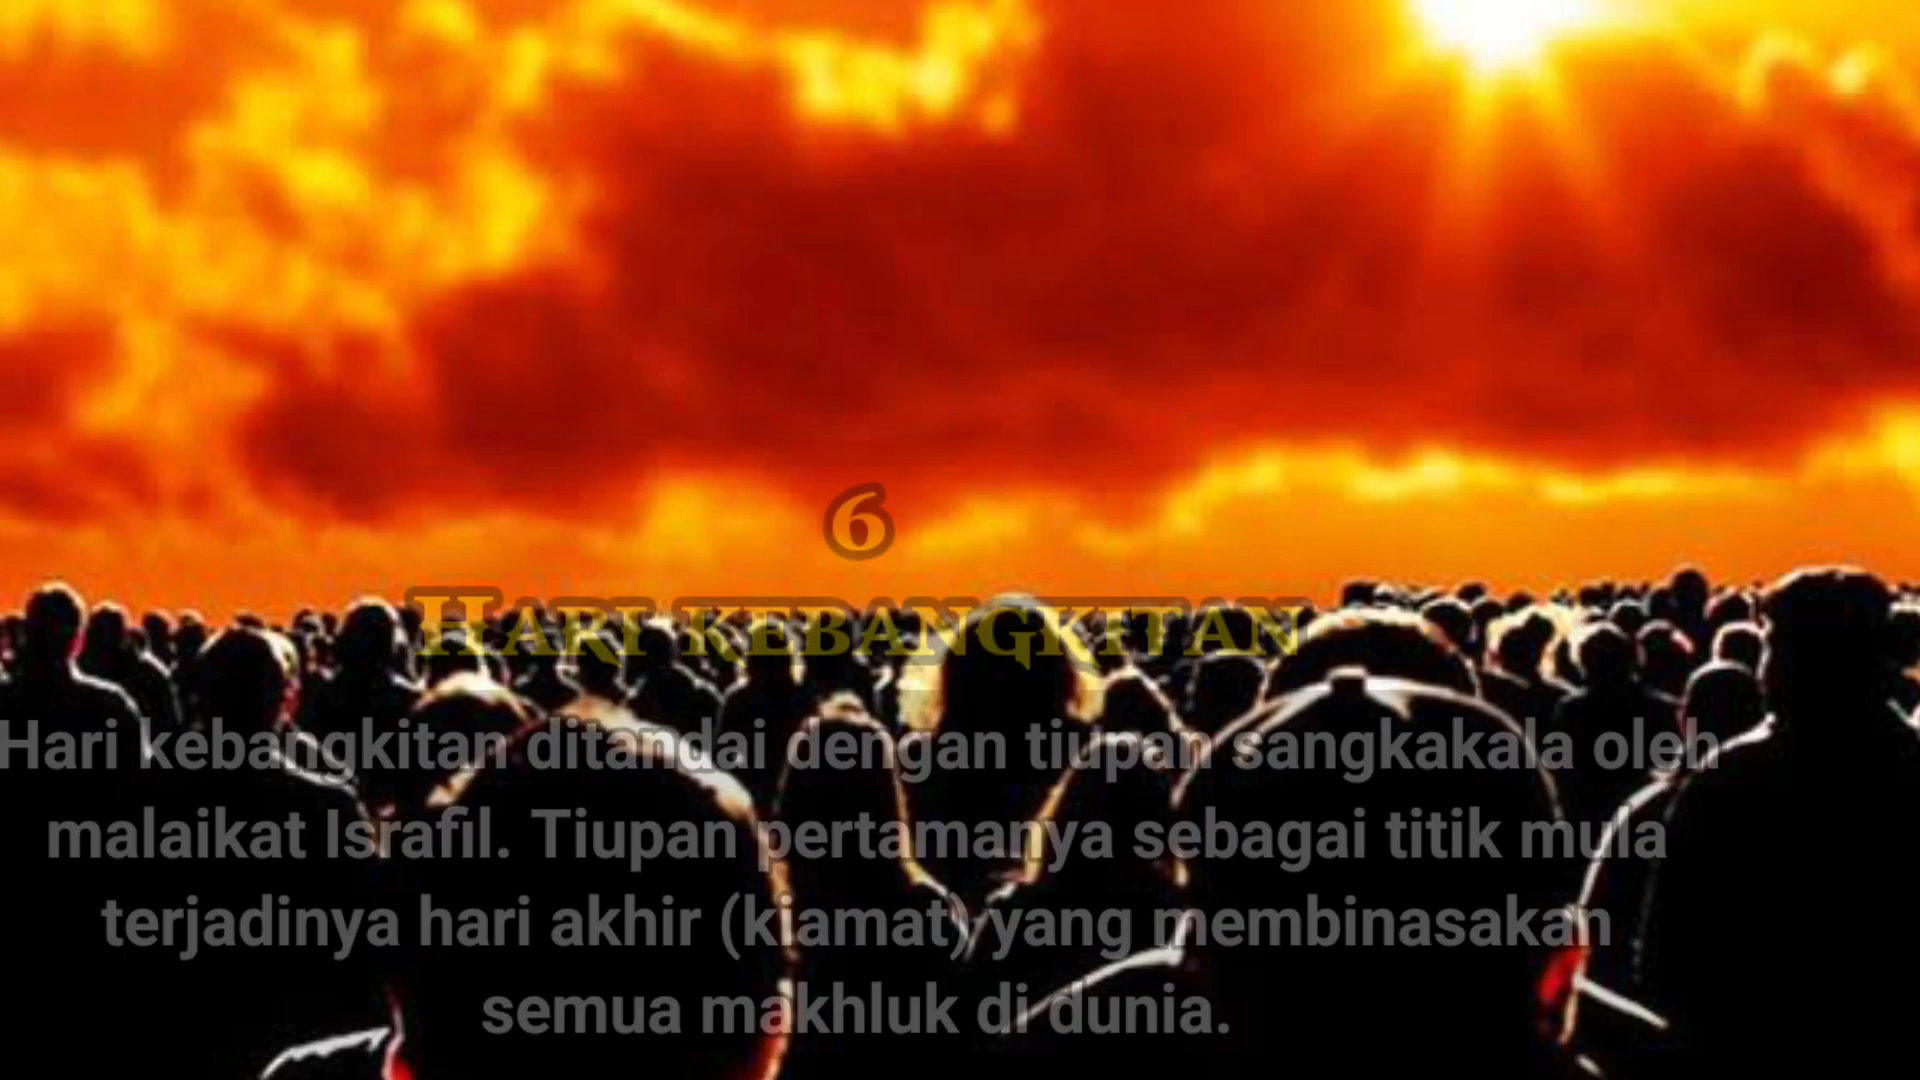 6
Hari kebangkitan
Hari kebangkitan ditandai dengan tiupan sangkakala oleh
malaikat Israfil. Tiupan pertamanya sebagai titik mula
terjadinya hari akhir (kiamat) yang membinasakan
semua makhluk di dunia.